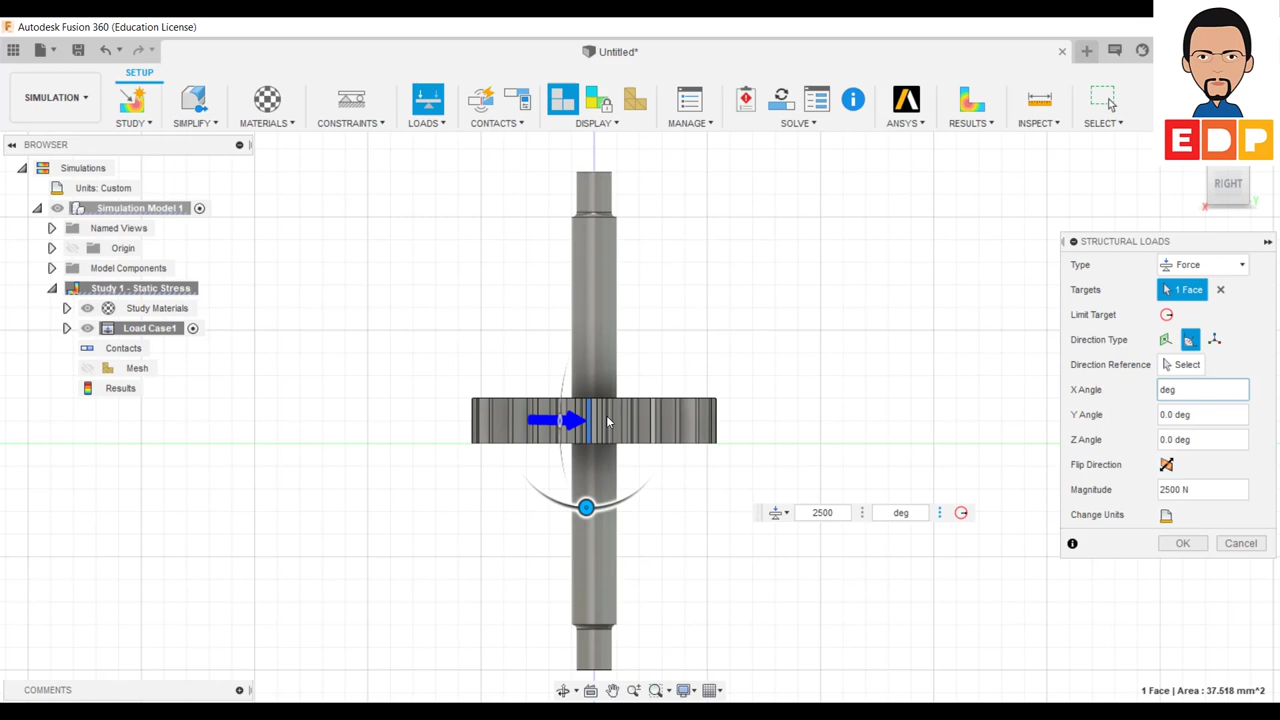 Autodesk Fusion 360 (Education License)
Untitled*
SETUP
SIMULATION
STUDY
SIMPLIFY
MATERIALS
CONSTRAINTS
LOADS
CONTACTS
DISPLAY
MANAGE
SOLVE
ANSYS
RESULTS
INSPECT
SELECT
EDP
BROWSER
Simulations
Units: Custom
Simulation Model 1
Named Views
Origin
Model Components
Study 1 - Static Stress
Study Materials
Load Case1
Contacts
Mesh
Results
RIGHT
X
Y
STRUCTURAL LOADS
Type Force
Targets 1 Face
Limit Target
Direction Type
Direction Reference Select
X Angle deg
Y Angle 0.0 deg
Z Angle 0.0 deg
Flip Direction
Magnitude 2500 N
Change Units
OK Cancel
2500 deg
COMMENTS
1 Face | Area : 37.518 mm^2